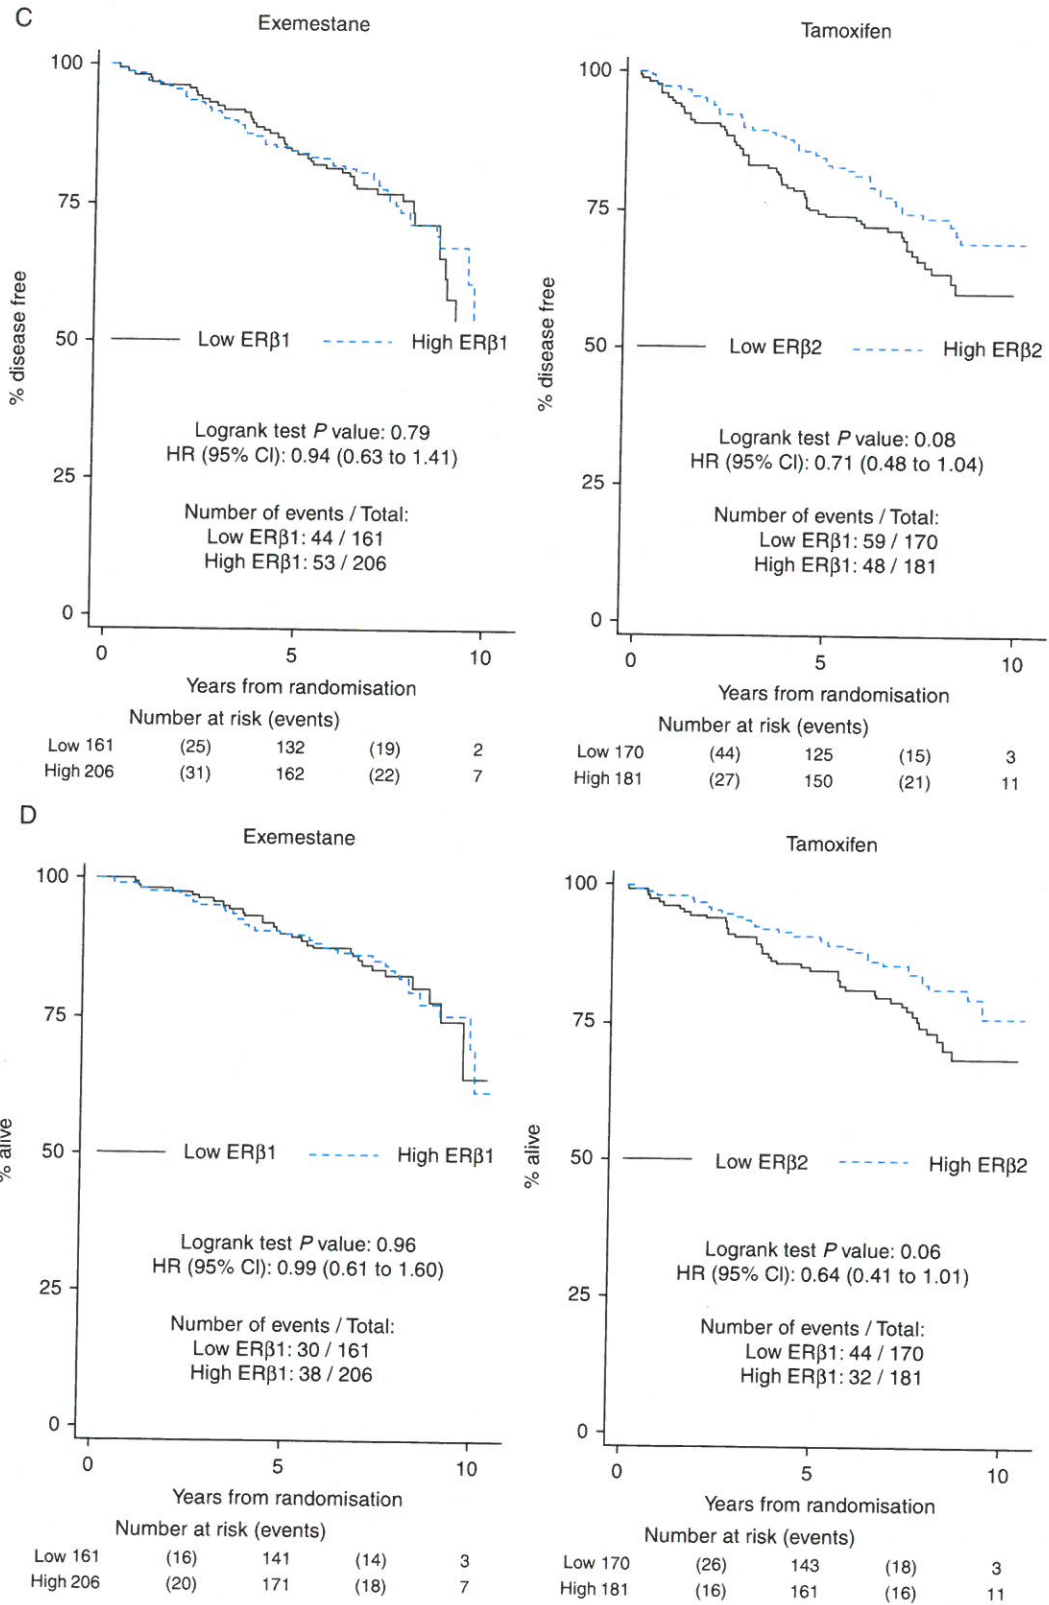 C
Exemestane
100
75
50
25
0
% disease free
Low ERβ1
High ERβ1
Logrank test P value: 0.79
HR (95% CI): 0.94 (0.63 to 1.41)
Number of events / Total:
Low ERβ1: 44 / 161
High ERβ1: 53 / 206
0 5 10
Years from randomisation
Number at risk (events)
Low 161 (25) 132 (19) 2
High 206 (31) 162 (22) 7
Tamoxifen
100
75
50
25
0
% disease free
Low ERβ2
High ERβ2
Logrank test P value: 0.08
HR (95% CI): 0.71 (0.48 to 1.04)
Number of events / Total:
Low ERβ1: 59 / 170
High ERβ1: 48 / 181
0 5 10
Years from randomisation
Number at risk (events)
Low 170 (44) 125 (15) 3
High 181 (27) 150 (21) 11
D
Exemestane
100
75
50
25
0
% alive
Low ERβ1
High ERβ1
Logrank test P value: 0.96
HR (95% CI): 0.99 (0.61 to 1.60)
Number of events / Total:
Low ERβ1: 30 / 161
High ERβ1: 38 / 206
0 5 10
Years from randomisation
Number at risk (events)
Low 161 (16) 141 (14) 3
High 206 (20) 171 (18) 7
Tamoxifen
100
75
50
25
0
% alive
Low ERβ2
High ERβ2
Logrank test P value: 0.06
HR (95% CI): 0.64 (0.41 to 1.01)
Number of events / Total:
Low ERβ1: 44 / 170
High ERβ1: 32 / 181
0 5 10
Years from randomisation
Number at risk (events)
Low 170 (26) 143 (18) 3
High 181 (16) 161 (16) 11